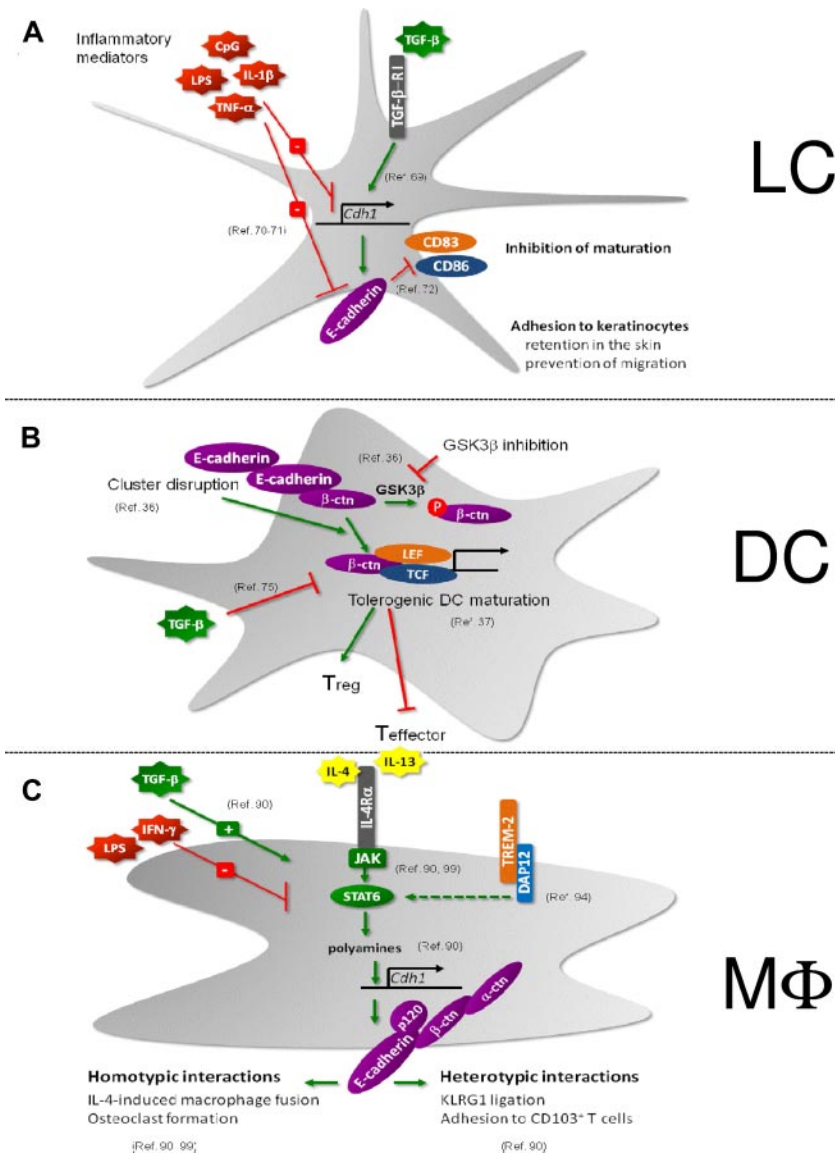 A
Inflammatory
mediators
CpG
LPS
IL-1β
TNF-α
TGF-β
TGF-β–RI
-
-
(Ref. 69)
Cdh1
(Ref. 70-71)
CD83
CD86
Inhibition of maturation
(Ref. 72)
E-cadherin
Adhesion to keratinocytes
retention in the skin
prevention of migration
LC
B
E-cadherin
E-cadherin
β-ctn
Cluster disruption
(Ref. 36)
GSK3β inhibition
(Ref. 36)
GSK3β
P
β-ctn
β-ctn
LEF
TCF
(Ref. 75)
TGF-β
Tolerogenic DC maturation
(Ref. 37)
Treg
Teffector
DC
C
TGF-β
(Ref. 90)
+
LPS
IFN-γ
-
IL-4
IL-13
IL-4Rα
JAK
(Ref. 90, 99)
STAT6
TREM-2
DAP12
(Ref. 94)
polyamines
(Ref. 90)
Cdh1
p120
β-ctn
α-ctn
E-cadherin
Homotypic interactions
IL-4-induced macrophage fusion
Osteoclast formation
(Ref. 90 99)
Heterotypic interactions
KLRG1 ligation
Adhesion to CD103⁺ T cells
(Ref. 90)
MΦ